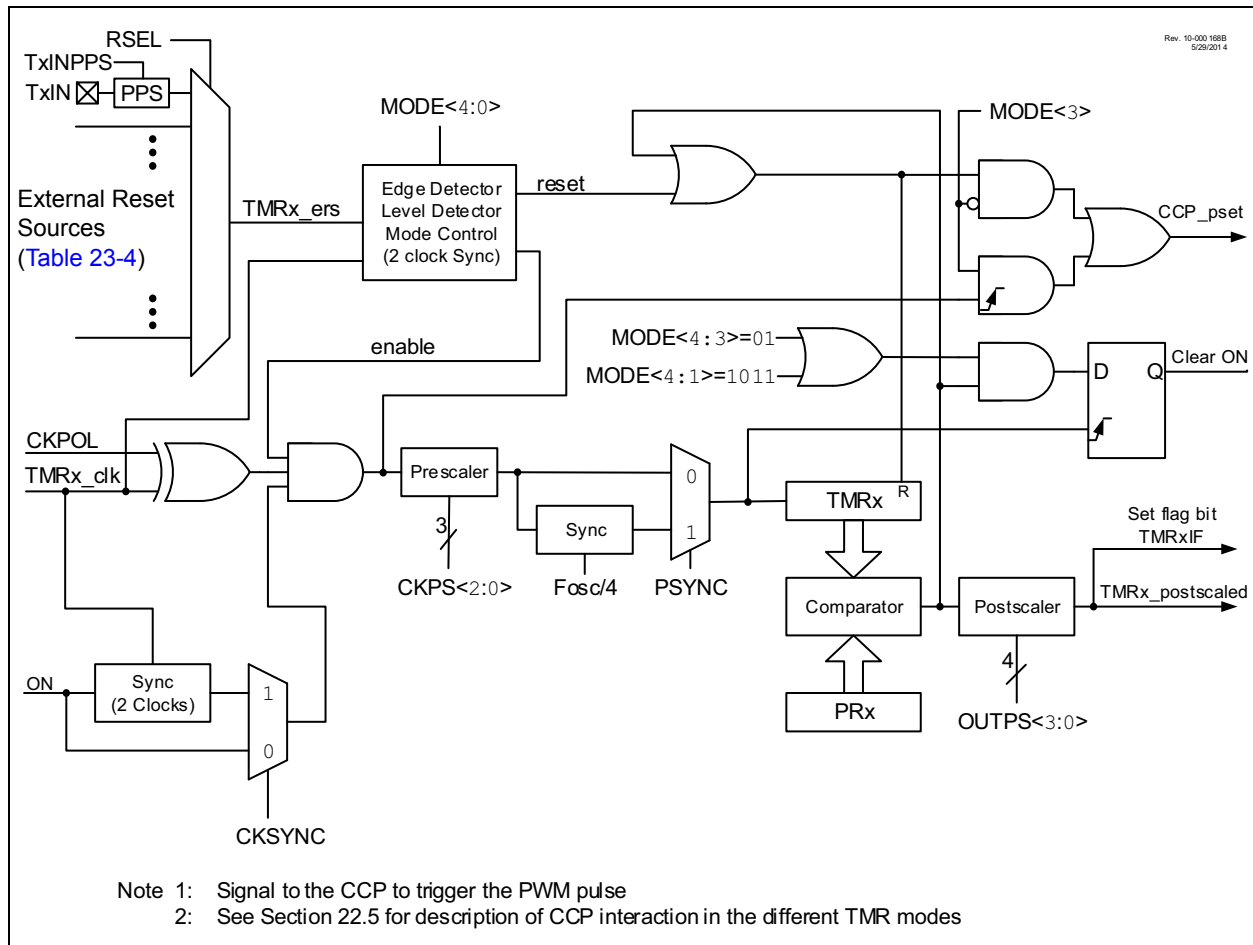 Rev. 10-000 168B
5/29/201 4
RSEL
TxINPPS
TxIN
PPS
MODE<4:0>
MODE<3>
External Reset
Sources
(Table 23-4)
TMRx_ers
Edge Detector
Level Detector
Mode Control
(2 clock Sync)
reset
CCP_pset
enable
MODE<4:3>=01
MODE<4:1>=1011
D
Q
Clear ON
CKPOL
TMRx_clk
Prescaler
3
CKPS<2:0>
Sync
Fosc/4
0
1
PSYNC
TMRx
R
Comparator
PRx
Postscaler
4
OUTPS<3:0>
Set flag bit
TMRxIF
TMRx_postscaled
ON
Sync
(2 Clocks)
1
0
CKSYNC
Note 1: Signal to the CCP to trigger the PWM pulse
2: See Section 22.5 for description of CCP interaction in the different TMR modes